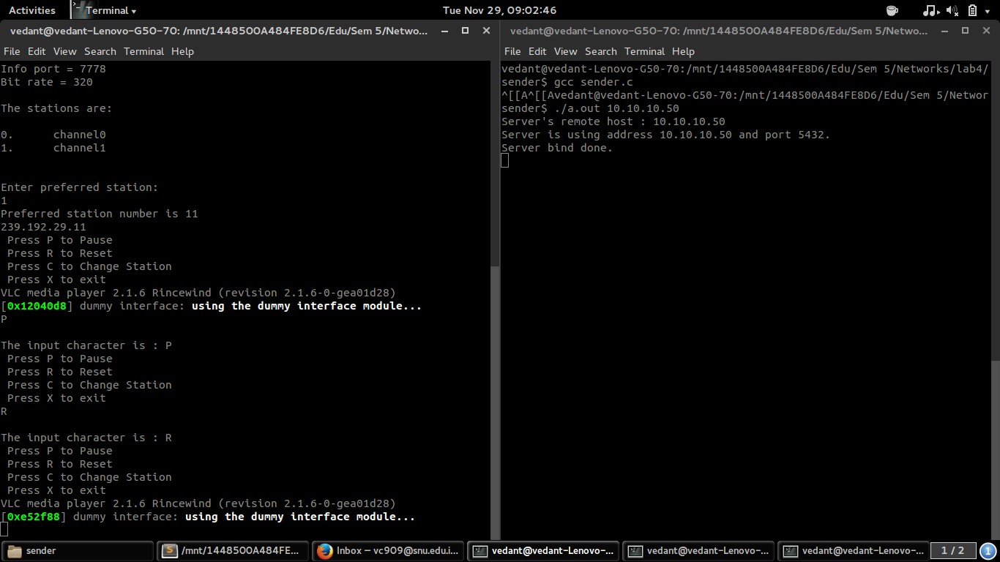 Activities Terminal Tue Nov 29, 09:02:46
vedant@vedant-Lenovo-G50-70: /mnt/1448500A484FE8D6/Edu/Sem 5/Netwo...
File Edit View Search Terminal Help
Info port = 7778
Bit rate = 320
The stations are:
0. channel0
1. channel1
Enter preferred station:
1
Preferred station number is 11
239.192.29.11
Press P to Pause
Press R to Reset
Press C to Change Station
Press X to exit
VLC media player 2.1.6 Rincewind (revision 2.1.6-0-gea01d28)
[0x12040d8] dummy interface: using the dummy interface module...
P
The input character is : P
Press P to Pause
Press R to Reset
Press C to Change Station
Press X to exit
R
The input character is : R
Press P to Pause
Press R to Reset
Press C to Change Station
Press X to exit
VLC media player 2.1.6 Rincewind (revision 2.1.6-0-gea01d28)
[0xe52f88] dummy interface: using the dummy interface module...
vedant@vedant-Lenovo-G50-70: /mnt/1448500A484FE8D6/Edu/Sem 5/Netwo...
File Edit View Search Terminal Help
vedant@vedant-Lenovo-G50-70:/mnt/1448500A484FE8D6/Edu/Sem 5/Networks/lab4/
sender$ gcc sender.c
^[[A^[[Avedant@vedant-Lenovo-G50-70:/mnt/1448500A484FE8D6/Edu/Sem 5/Networ
sender$ ./a.out 10.10.10.50
Server's remote host : 10.10.10.50
Server is using address 10.10.10.50 and port 5432.
Server bind done.
sender S /mnt/1448500A484FE... Inbox – vc909@snu.edu.i... vedant@vedant-Lenovo-... vedant@vedant-Lenovo-... vedant@vedant-Lenovo-... 1 / 2 1